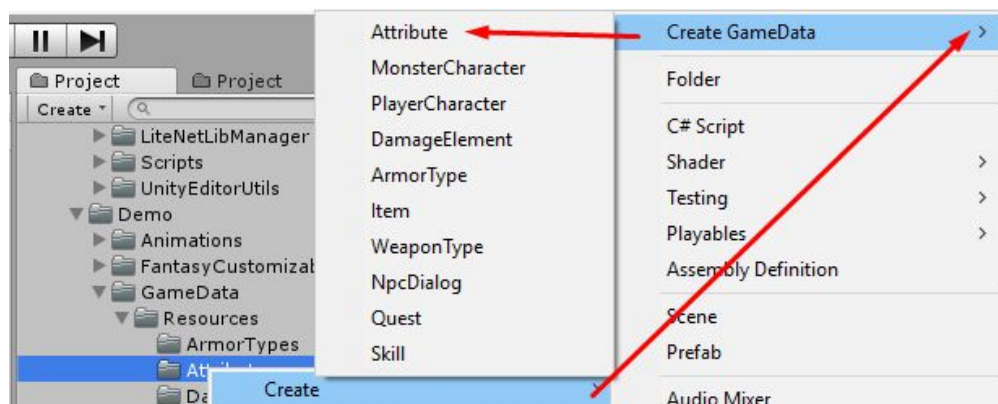 Project
Project
Create
LiteNetLibManager
Scripts
UnityEditorUtils
Demo
Animations
GameData
Resources
ArmorTypes
Create
Attribute
MonsterCharacter
PlayerCharacter
DamageElement
ArmorType
Item
WeaponType
NpcDialog
Quest
Skill
Create GameData
Folder
C# Script
Shader
Testing
Playables
Assembly Definition
Scene
Prefab
Audio Mixer